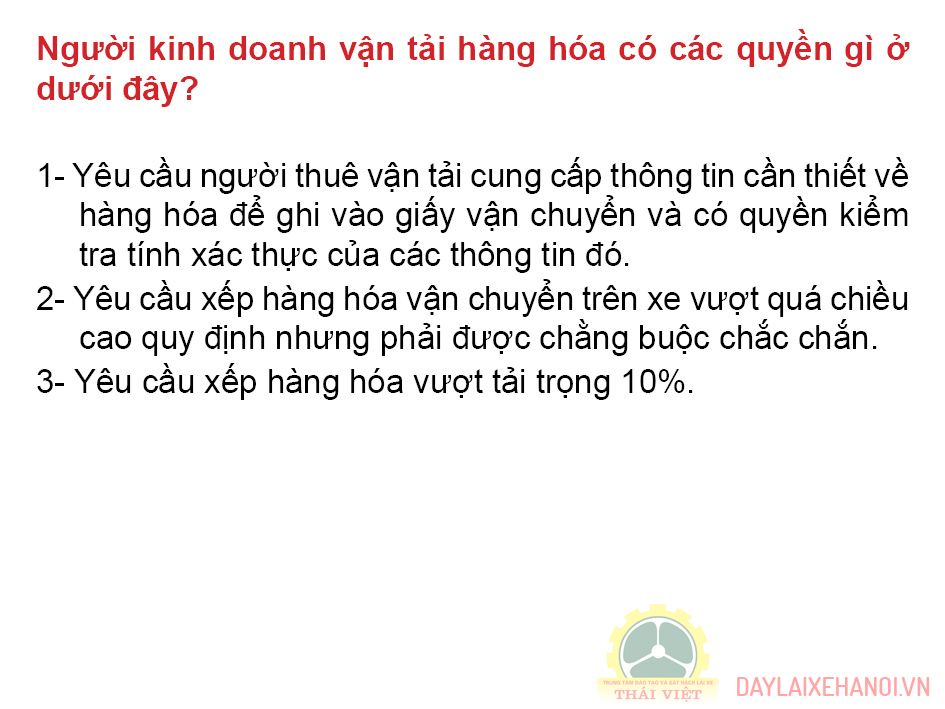 Người kinh doanh vận tải hàng hóa có các quyền gì ở
dưới đây?
1- Yêu cầu người thuê vận tải cung cấp thông tin cần thiết về
hàng hóa để ghi vào giấy vận chuyển và có quyền kiểm
tra tính xác thực của các thông tin đó.
2- Yêu cầu xếp hàng hóa vận chuyển trên xe vượt quá chiều
cao quy định nhưng phải được chằng buộc chắc chắn.
3- Yêu cầu xếp hàng hóa vượt tải trọng 10%.
TRUNG TÂM ĐÀO TẠO VÀ SÁT HẠCH LÁI XE
THÁI VIỆT
DAYLAIXEHANOI.VN